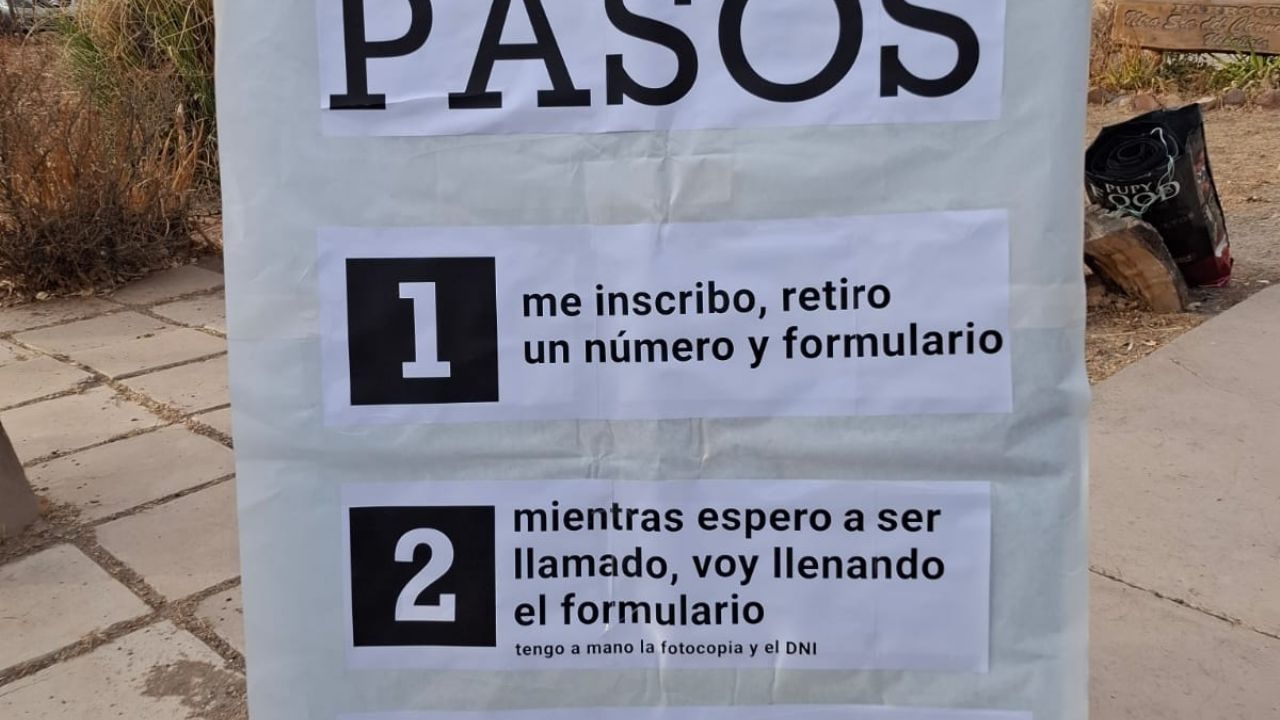 PASOS
1
me inscribo, retiro
un número y formulario
2
mientras espero a ser
llamado, voy llenando
el formulario
tengo a mano la fotocopia y el DNI
PUPY
FOOD